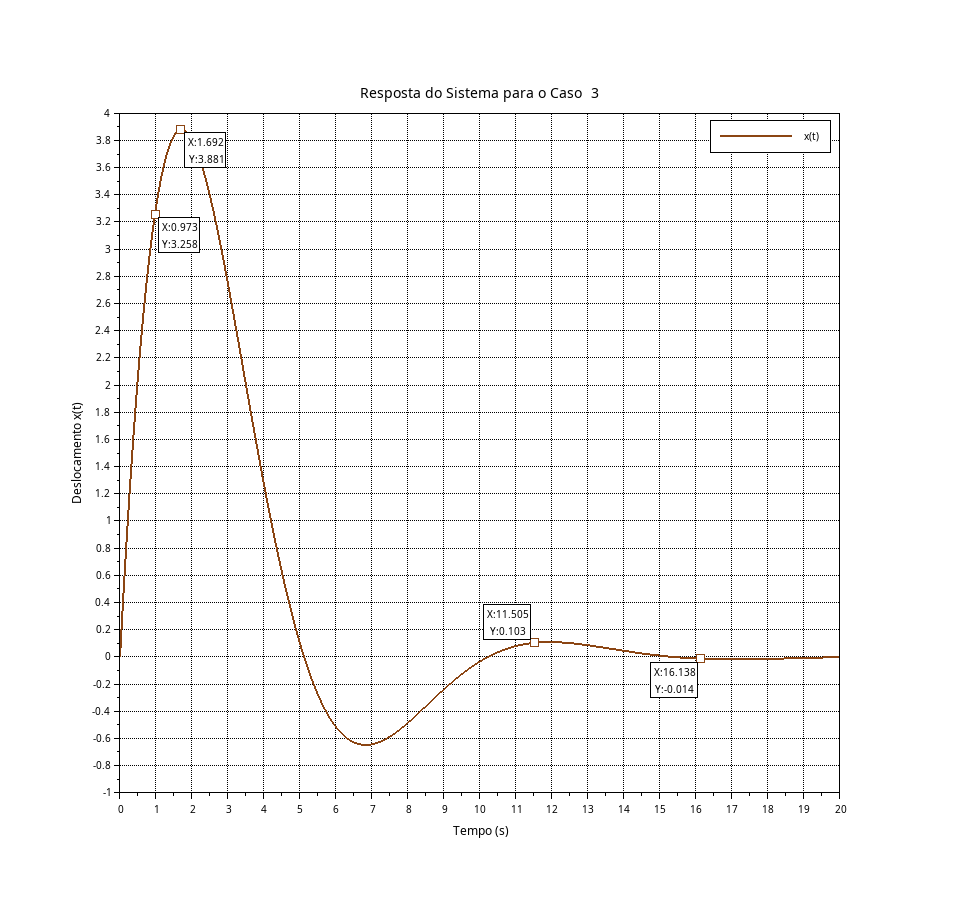 Resposta do Sistema para o Caso  3
x(t)
4
3.8
3.6
3.4
3.2
3
2.8
2.6
2.4
2.2
2
1.8
1.6
1.4
1.2
1
0.8
0.6
0.4
0.2
0
-0.2
-0.4
-0.6
-0.8
-1
Deslocamento x(t)
X:1.692
Y:3.881
X:0.973
Y:3.258
X:11.505
Y:0.103
X:16.138
Y:-0.014
0 1 2 3 4 5 6 7 8 9 10 11 12 13 14 15 16 17 18 19 20
Tempo (s)